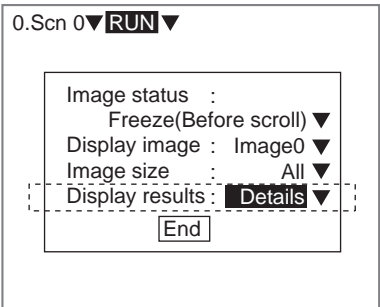 0.Scn 0▼ RUN ▼
Image status :
Freeze(Before scroll) ▼
Display image : Image0 ▼
Image size : All ▼
Display results : Details ▼
End